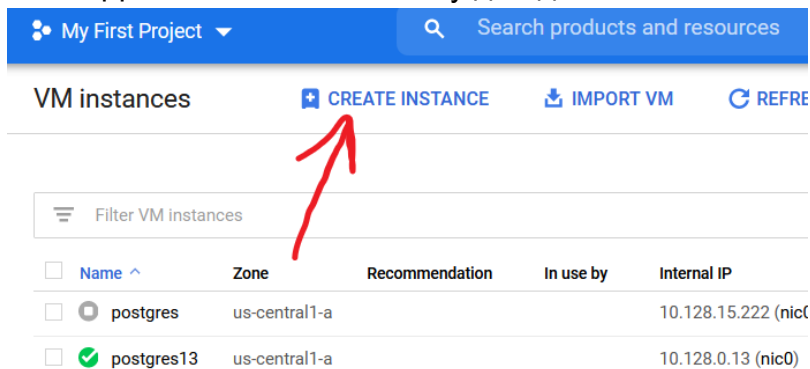 My First Project Search products and resources
VM instances CREATE INSTANCE IMPORT VM REFRE
Filter VM instances
Name Zone Recommendation In use by Internal IP
postgres us-central1-a 10.128.15.222 (nic0
postgres13 us-central1-a 10.128.0.13 (nic0)